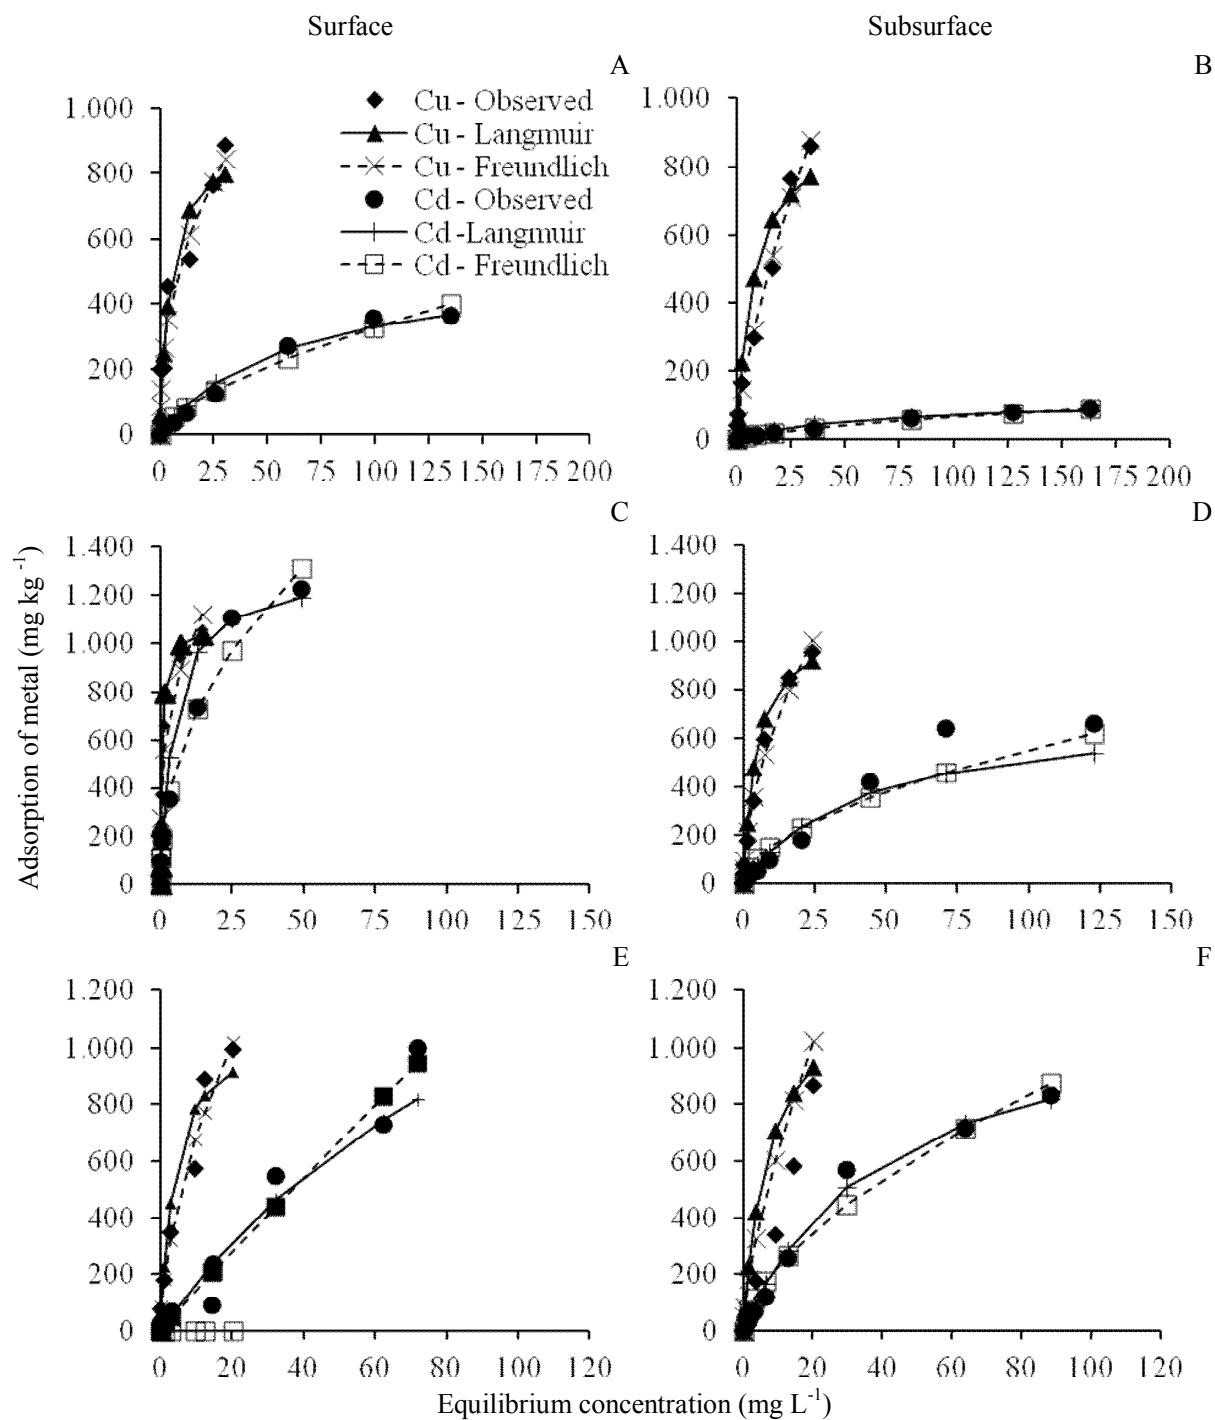 Surface
Subsurface
A
B
1.000
800
600
400
200
0
0 25 50 75 100 125 150 175 200
Cu - Observed
Cu - Langmuir
Cu - Freundlich
Cd - Observed
Cd -Langmuir
Cd - Freundlich
1.000
800
600
400
200
0
0 25 50 75 100 125 150 175 200
C
D
1.400
1.200
1.000
800
600
400
200
0
0 25 50 75 100 125 150
1.400
1.200
1.000
800
600
400
200
0
0 25 50 75 100 125 150
E
F
1.200
1.000
800
600
400
200
0
0 20 40 60 80 100 120
1.200
1.000
800
600
400
200
0
0 20 40 60 80 100 120
Adsorption of metal (mg kg⁻¹)
Equilibrium concentration (mg L⁻¹)